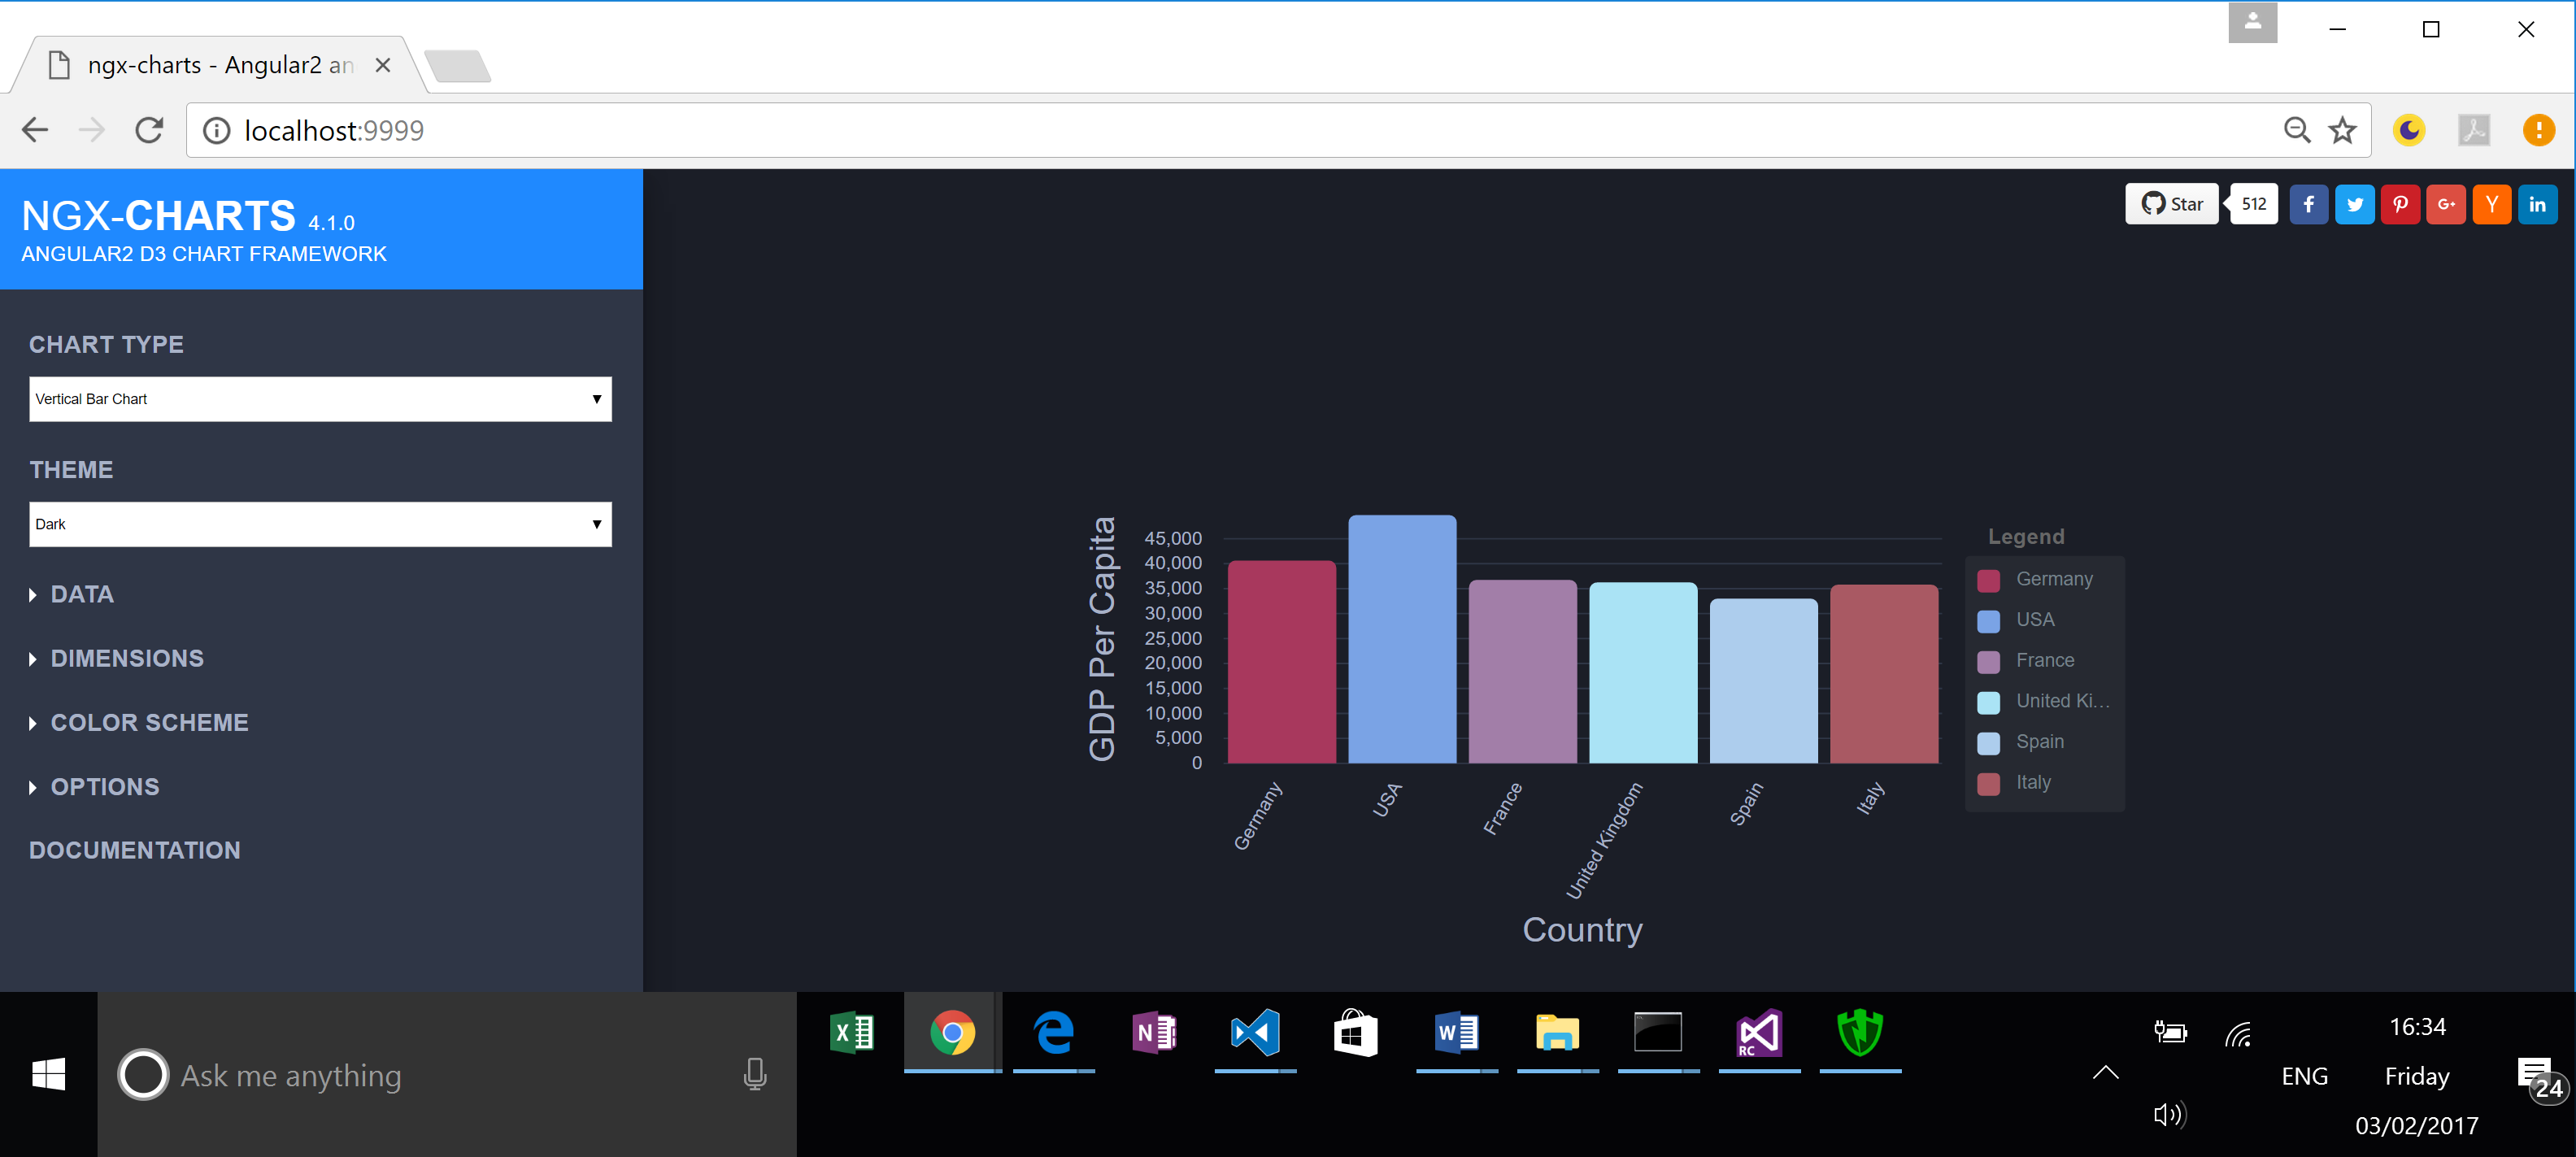 ngx-charts - Angular2 an
localhost:9999
NGX-CHARTS 4.1.0
ANGULAR2 D3 CHART FRAMEWORK
Star
512
f
G+
Y
in
CHART TYPE
Vertical Bar Chart
THEME
Dark
DATA
DIMENSIONS
COLOR SCHEME
OPTIONS
DOCUMENTATION
GDP Per Capita
45,000
40,000
35,000
30,000
25,000
20,000
15,000
10,000
5,000
0
Germany
USA
France
United Kingdom
Spain
Italy
Country
Legend
Germany
USA
France
United Ki...
Spain
Italy
Ask me anything
X
N
W
RC
ENG
16:34
Friday
03/02/2017
24